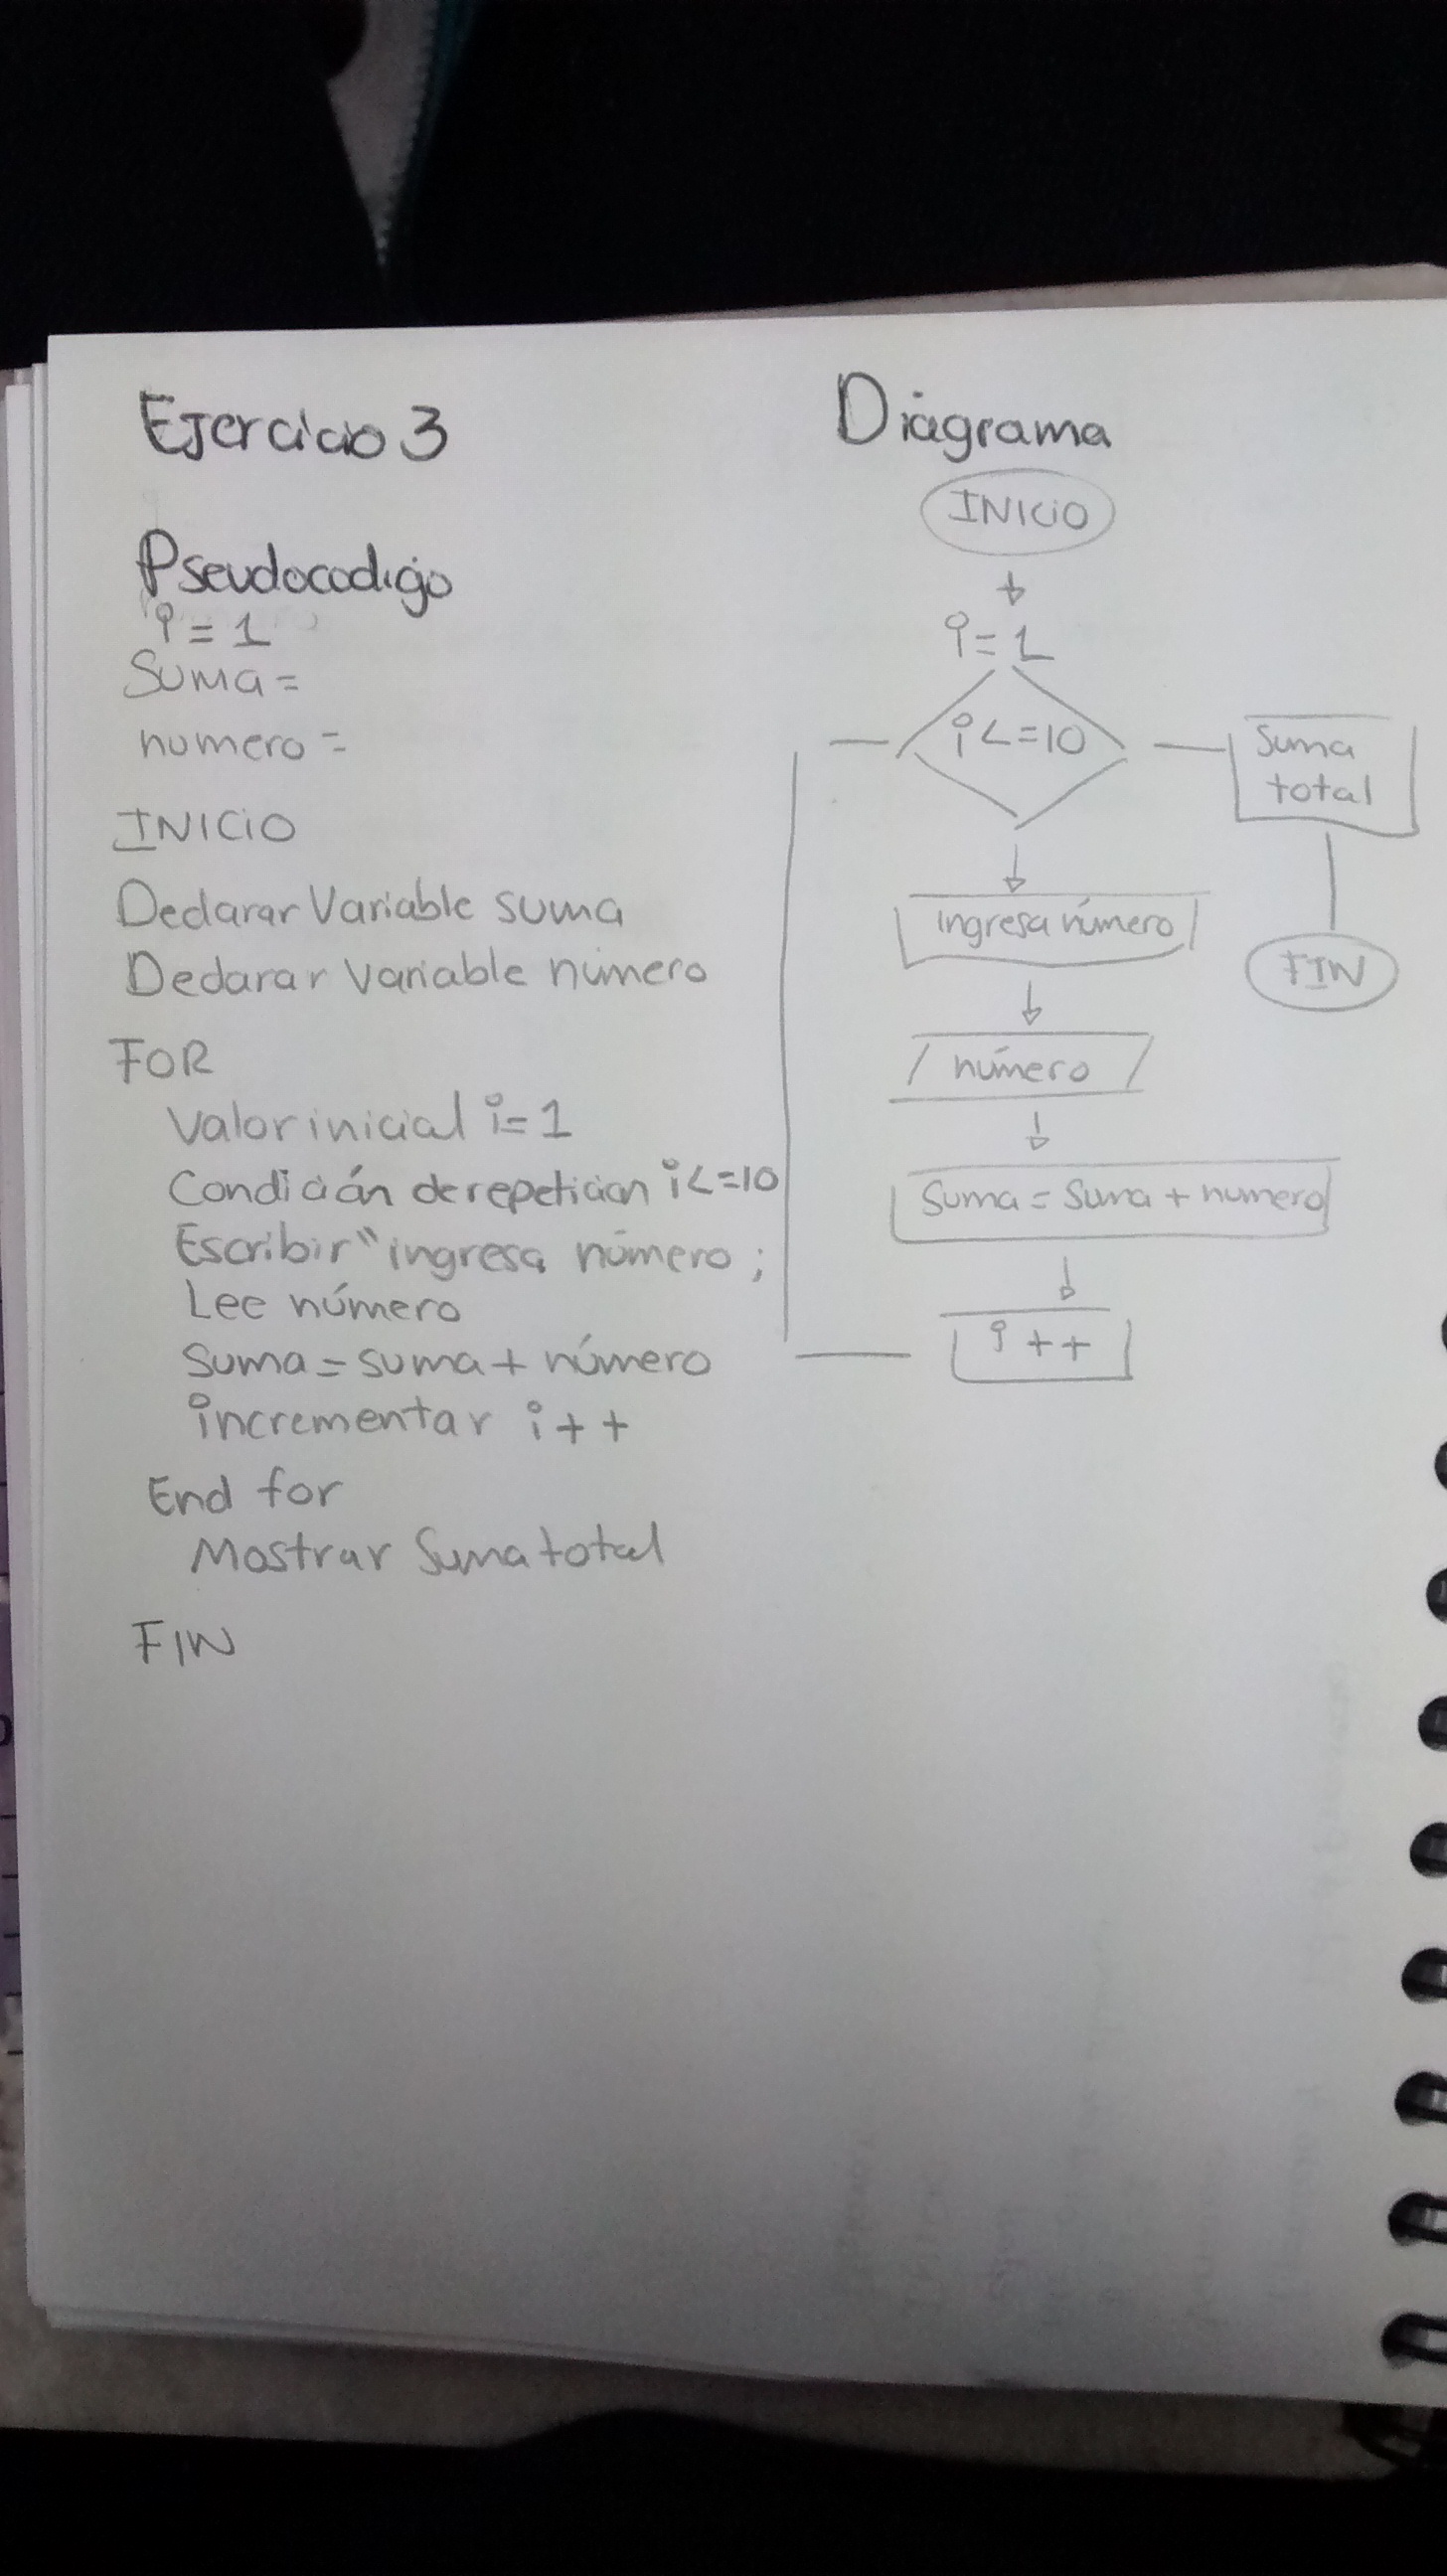 Ejercicio 3
Pseudocodigo
i = 1
Suma =
numero =
INICIO
Declarar Variable suma
Declarar Variable número
FOR
Valor inicial i = 1
Condición de repetición i <= 10
Escribir "ingresa número ;
Lee número
Suma = suma + número
incrementar i + +
End for
Mostrar Suma total
FIN
Diagrama
INICIO
i = 1
i <= 10
Suma
total
ingresa número
FIN
número
Suma = Suma + numero
i + +